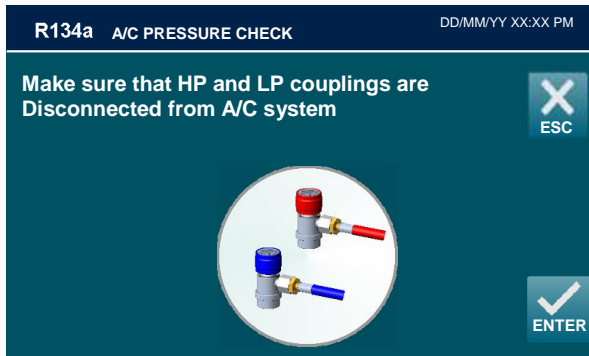 R134a A/C PRESSURE CHECK DD/MM/YY XX:XX PM
Make sure that HP and LP couplings are
Disconnected from A/C system
ESC
ENTER